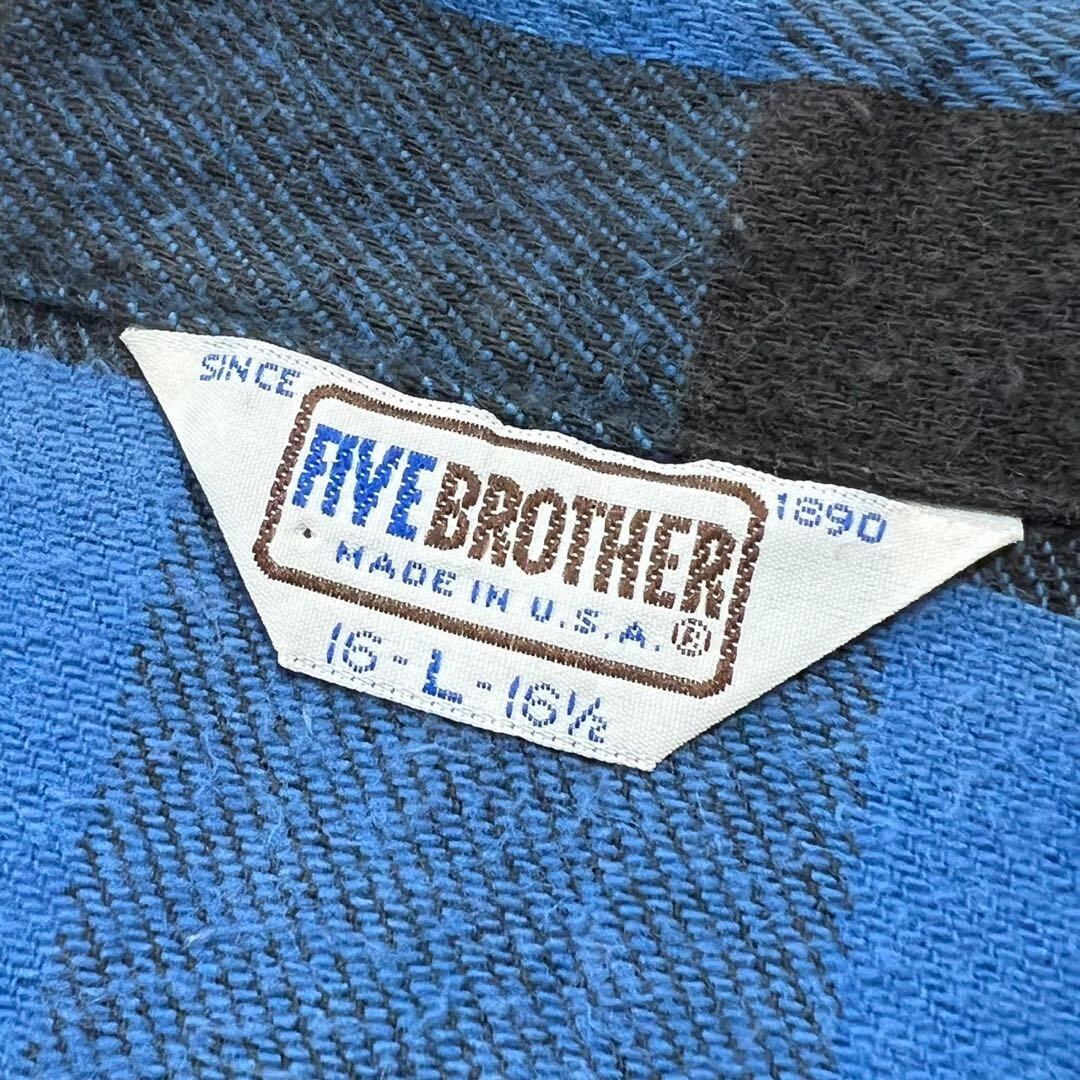 SINCE 1890
FIVE BROTHER
MADE IN U.S.A. ®
16-L-16½